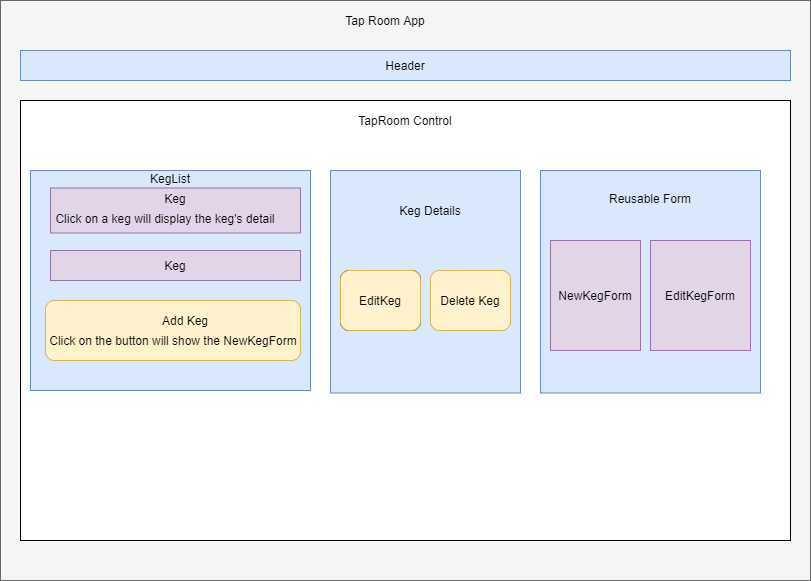 Tap Room App
Header
TapRoom Control
KegList
Keg
Click on a keg will display the keg's detail
Keg
Add Keg
Click on the button will show the NewKegForm
Keg Details
EditKeg
Delete Keg
Reusable Form
NewKegForm
EditKegForm